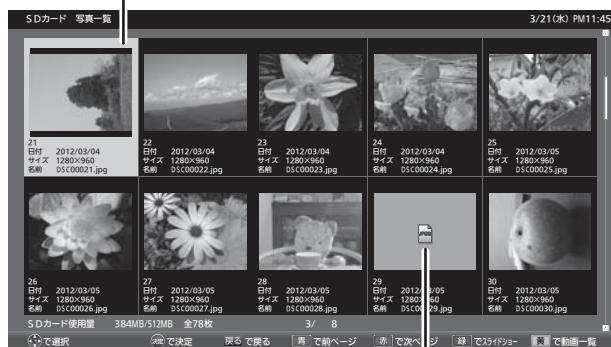 SDカード 写真一覧 3/21(水) PM11:45
21 22 23 24 25
日付 2012/03/04 日付 2012/03/04 日付 2012/03/04 日付 2012/03/04 日付 2012/03/05
サイズ 1280×960 サイズ 1280×960 サイズ 1280×960 サイズ 1280×960 サイズ 1280×960
名前 DSC00021.jpg 名前 DSC00022.jpg 名前 DSC00023.jpg 名前 DSC00024.jpg 名前 DSC00025.jpg
JPEG
26 27 28 29 30
日付 2012/03/05 日付 2012/03/05 日付 2012/03/05 日付 2012/03/05 日付 2012/03/05
サイズ 1280×960 サイズ 1280×960 サイズ 1280×960 サイズ 1280×960 サイズ 1280×960
名前 DSC00026.jpg 名前 DSC00027.jpg 名前 DSC00028.jpg 名前 DSC00029.jpg 名前 DSC00030.jpg
SDカード使用量 384MB/512MB 全78枚 3/ 8
で選択 決定 で決定 戻る で戻る 青 で前ページ 赤 で次ページ 緑 でスライドショー 黄 で動画一覧